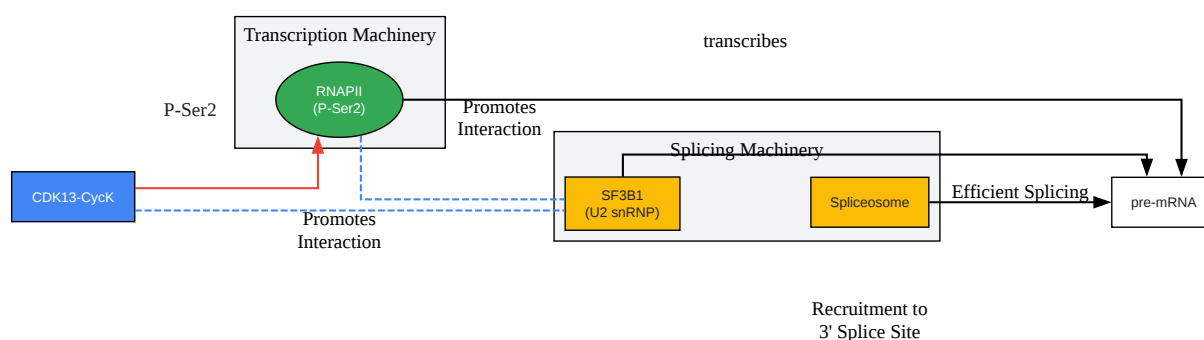 Transcription Machinery
transcribes
RNAPII
(P-Ser2)
P-Ser2
Promotes
Interaction
Splicing Machinery
CDK13-CycK
SF3B1
(U2 snRNP)
Spliceosome
Efficient Splicing
pre-mRNA
Promotes
Interaction
Recruitment to
3' Splice Site